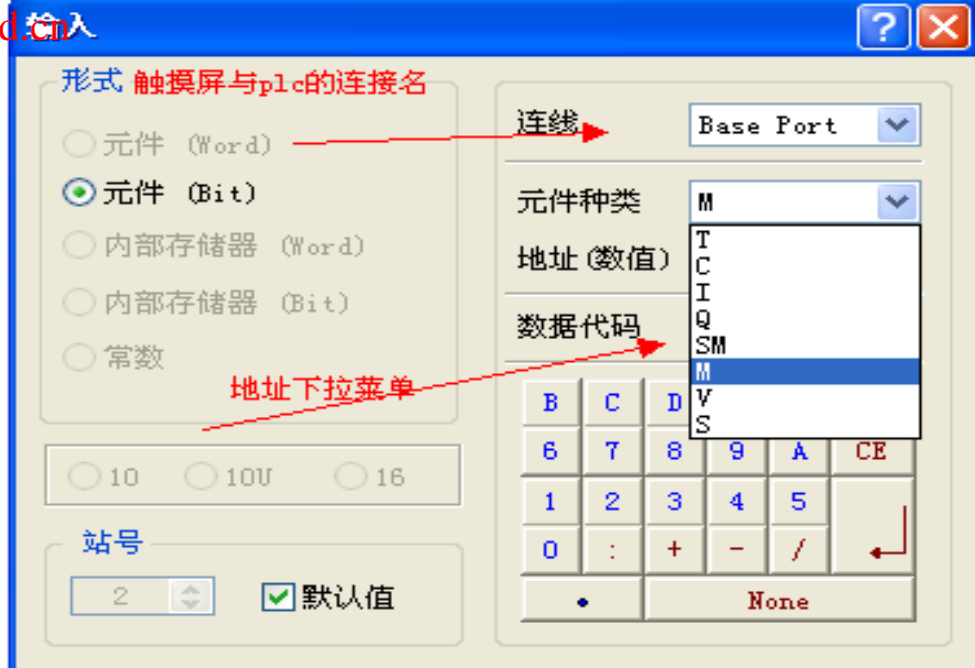 d.cn
输入
形式 触摸屏与plc的连接名
元件 (Word)
元件 (Bit)
内部存储器 (Word)
内部存储器 (Bit)
常数
地址下拉菜单
10 10U 16
站号
2 默认值
连线 Base Port
元件种类 M
地址(数值)
数据代码
T
C
I
Q
SM
M
V
S
B C D
6 7 8 9 A CE
1 2 3 4 5
0 : + - /
None